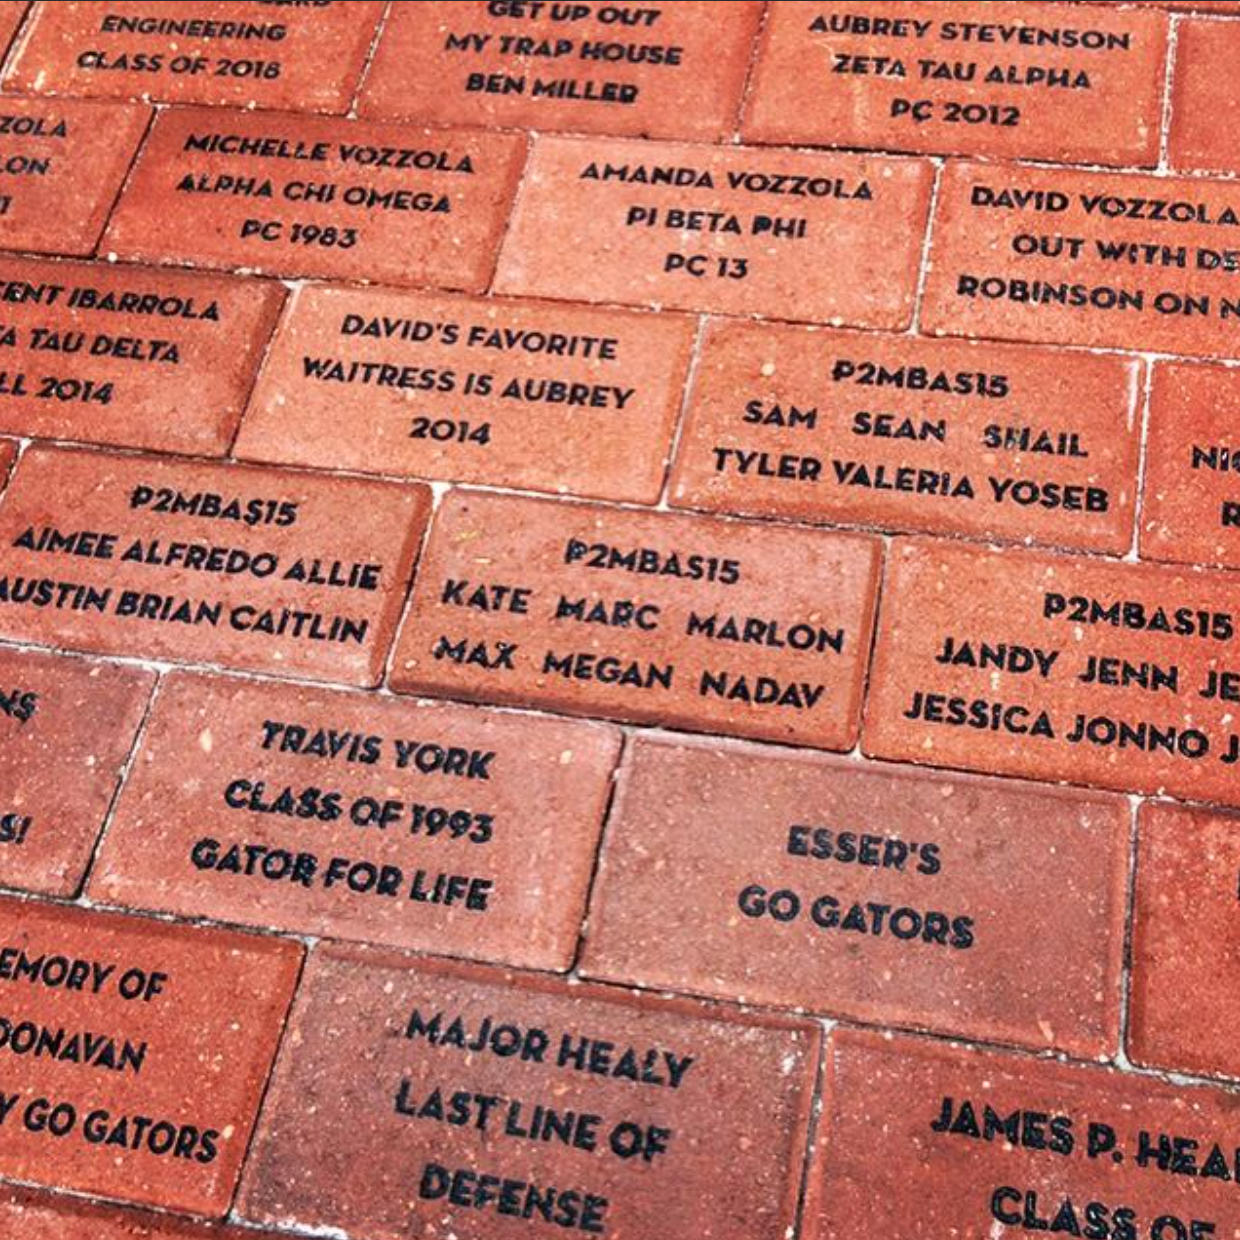 ENGINEERING
CLASS OF 2018
GET UP OUT
MY TRAP HOUSE
BEN MILLER
AUBREY STEVENSON
ZETA TAU ALPHA
PC 2012
MICHELLE VOZZOLA
ALPHA CHI OMEGA
PC 1983
AMANDA VOZZOLA
PI BETA PHI
PC 13
DAVID VOZZOLA
OUT WITH
ROBINSON ON
IBARROLA
TAU DELTA
2014
DAVID'S FAVORITE
WAITRESS IS AUBREY
2014
P2MBAS15
SAM SEAN SHAIL
TYLER VALERIA YOSEB
P2MBAS15
AIMEE ALFREDO ALLIE
AUSTIN BRIAN CAITLIN
P2MBAS15
KATE MARC MARLON
MAX MEGAN NADAV
P2MBAS15
JANDY JENN
JESSICA JONNO
TRAVIS YORK
CLASS OF 1993
GATOR FOR LIFE
ESSER'S
GO GATORS
OF
DONAVAN
GO GATORS
MAJOR HEALY
LAST LINE OF
DEFENSE
JAMES P.
CLASS OF